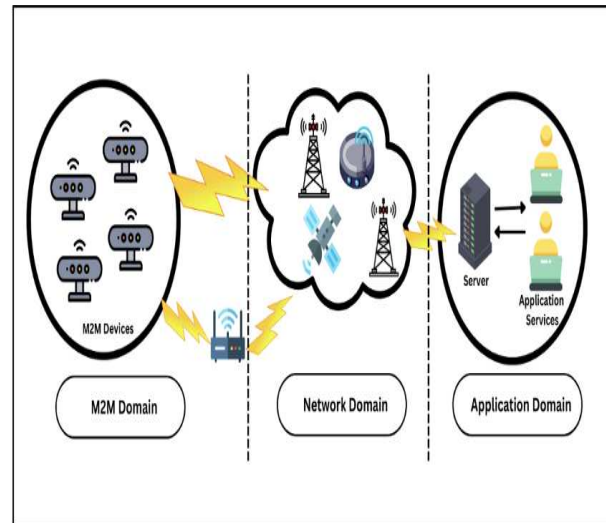 M2M Devices
Server
Application
Services
M2M Domain
Network Domain
Application Domain